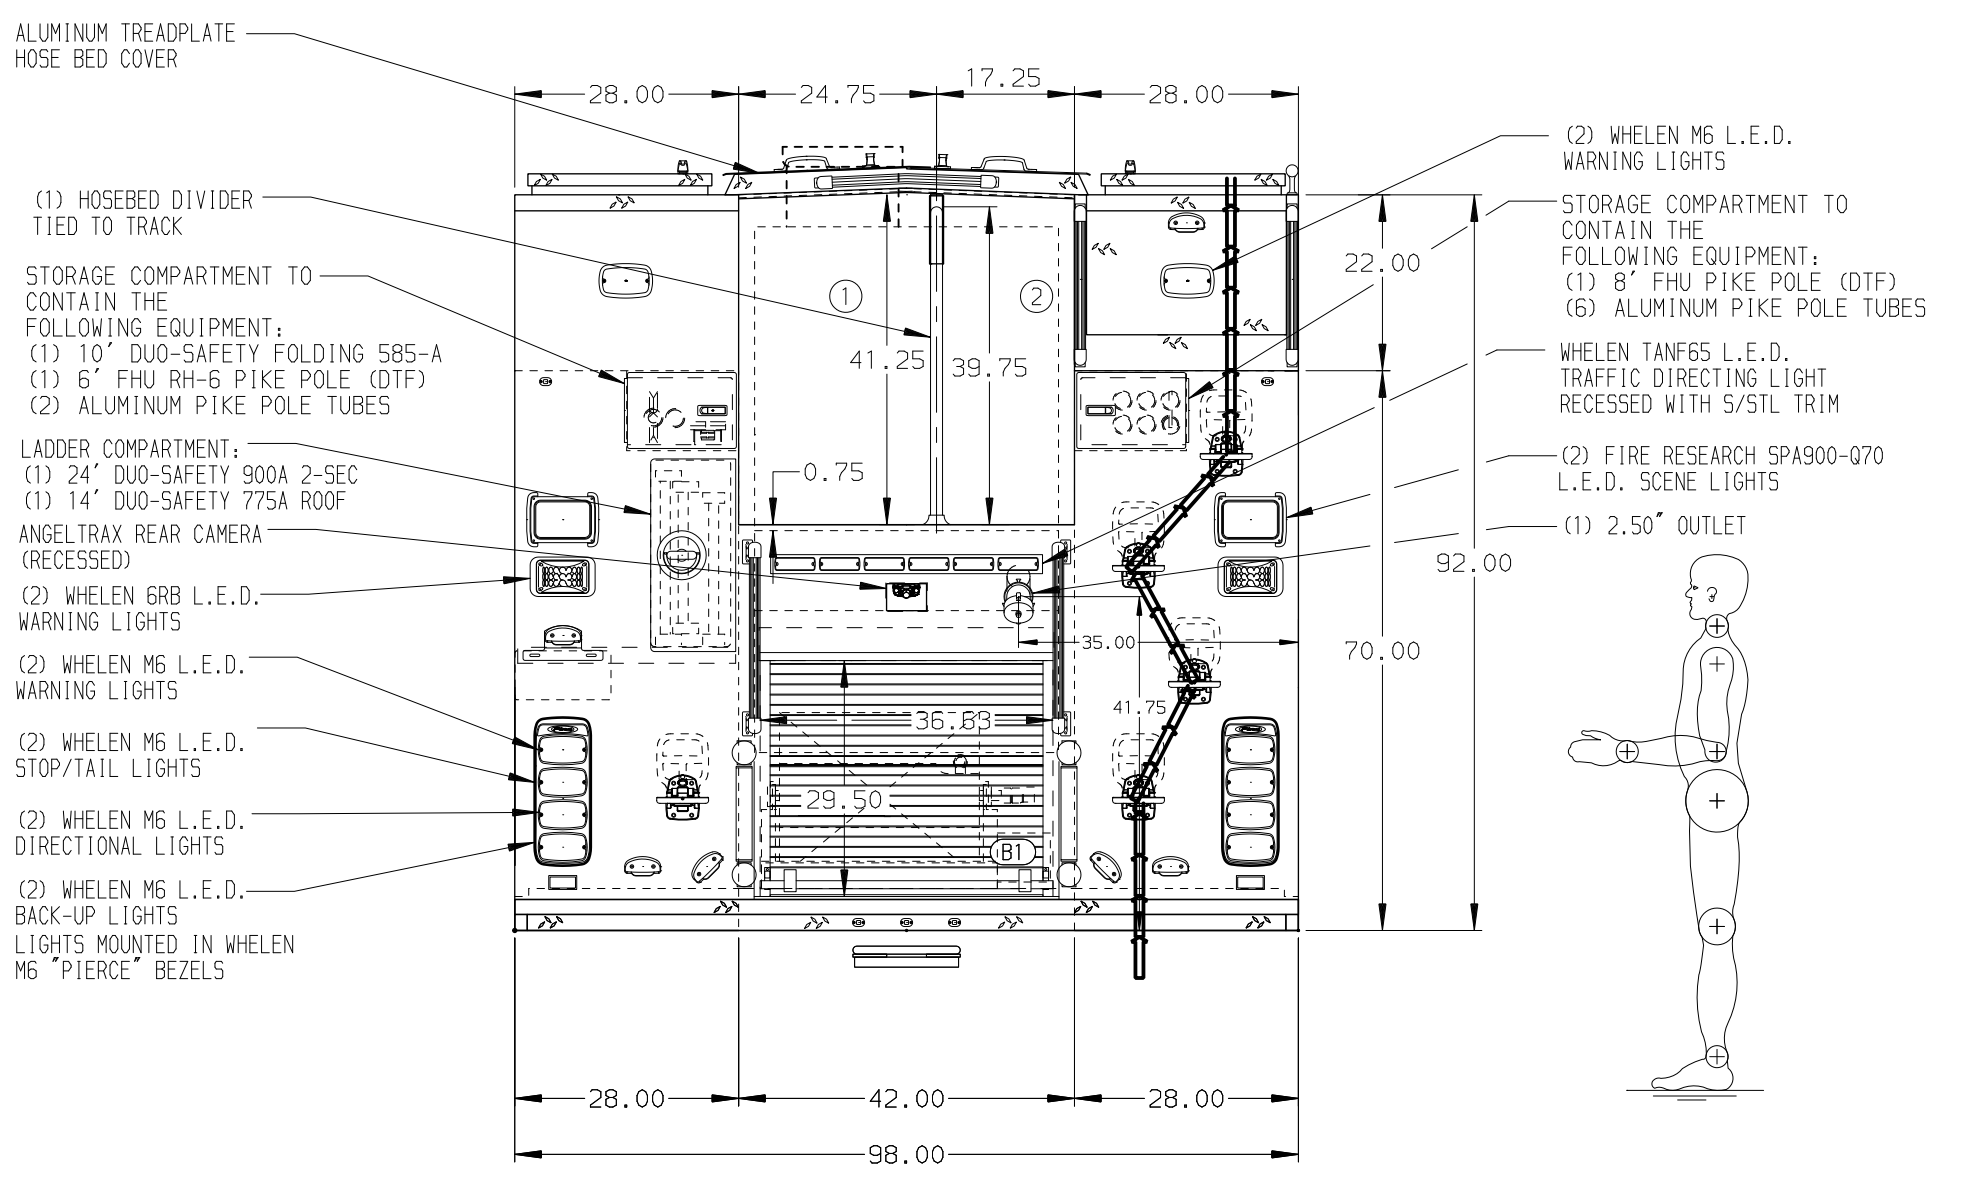 ALUMINUM TREADPLATE
HOSE BED COVER
(1) HOSEBED DIVIDER
TIED TO TRACK
STORAGE COMPARTMENT TO
CONTAIN THE
FOLLOWING EQUIPMENT:
(1) 10' DUO-SAFETY FOLDING 585-A
(1) 6' FHU RH-6 PIKE POLE (DTF)
(2) ALUMINUM PIKE POLE TUBES
LADDER COMPARTMENT:
(1) 24' DUO-SAFETY 900A 2-SEC
(1) 14' DUO-SAFETY 775A ROOF
ANGELTRAX REAR CAMERA
(RECESSED)
(2) WHELEN 6RB L.E.D.
WARNING LIGHTS
(2) WHELEN M6 L.E.D.
WARNING LIGHTS
(2) WHELEN M6 L.E.D.
STOP/TAIL LIGHTS
(2) WHELEN M6 L.E.D.
DIRECTIONAL LIGHTS
(2) WHELEN M6 L.E.D.
BACK-UP LIGHTS
LIGHTS MOUNTED IN WHELEN
M6 "PIERCE" BEZELS
28.00
24.75
17.25
28.00
1
2
41.25
39.75
0.75
22.00
92.00
70.00
35.00
41.75
36.63
29.50
B1
28.00
42.00
28.00
98.00
(2) WHELEN M6 L.E.D.
WARNING LIGHTS
STORAGE COMPARTMENT TO
CONTAIN THE
FOLLOWING EQUIPMENT:
(1) 8' FHU PIKE POLE (DTF)
(6) ALUMINUM PIKE POLE TUBES
WHELEN TANF65 L.E.D.
TRAFFIC DIRECTING LIGHT
RECESSED WITH S/STL TRIM
(2) FIRE RESEARCH SPA900-Q70
L.E.D. SCENE LIGHTS
(1) 2.50" OUTLET